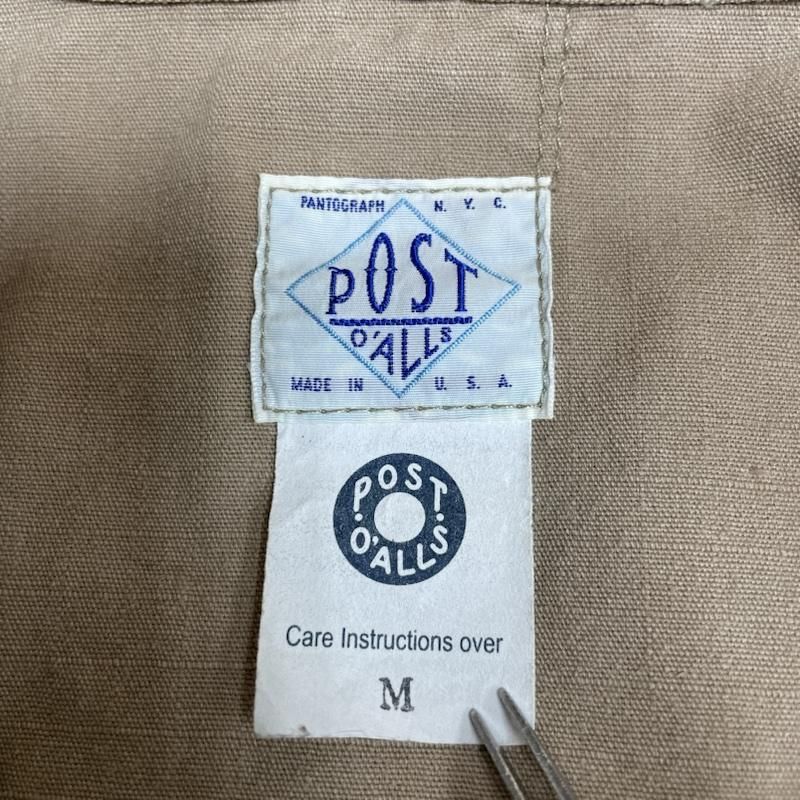 PANTOGRAPH N. Y. C.
POST
O'ALLS
MADE IN U. S. A.
POST
O'ALLS
Care Instructions over
M